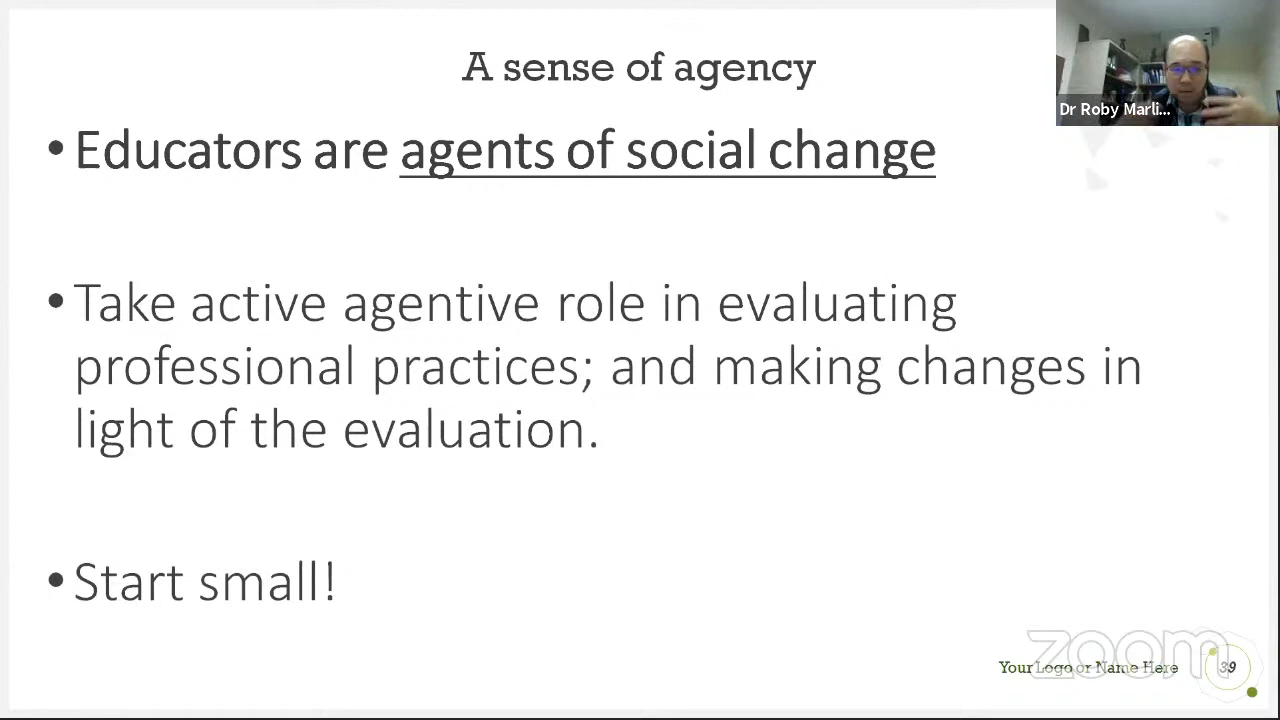 A sense of agency
Dr Roby Marli...
• Educators are agents of social change
• Take active agentive role in evaluating
professional practices; and making changes in
light of the evaluation.
• Start small!
zoom
Your Logo or Name Here
39